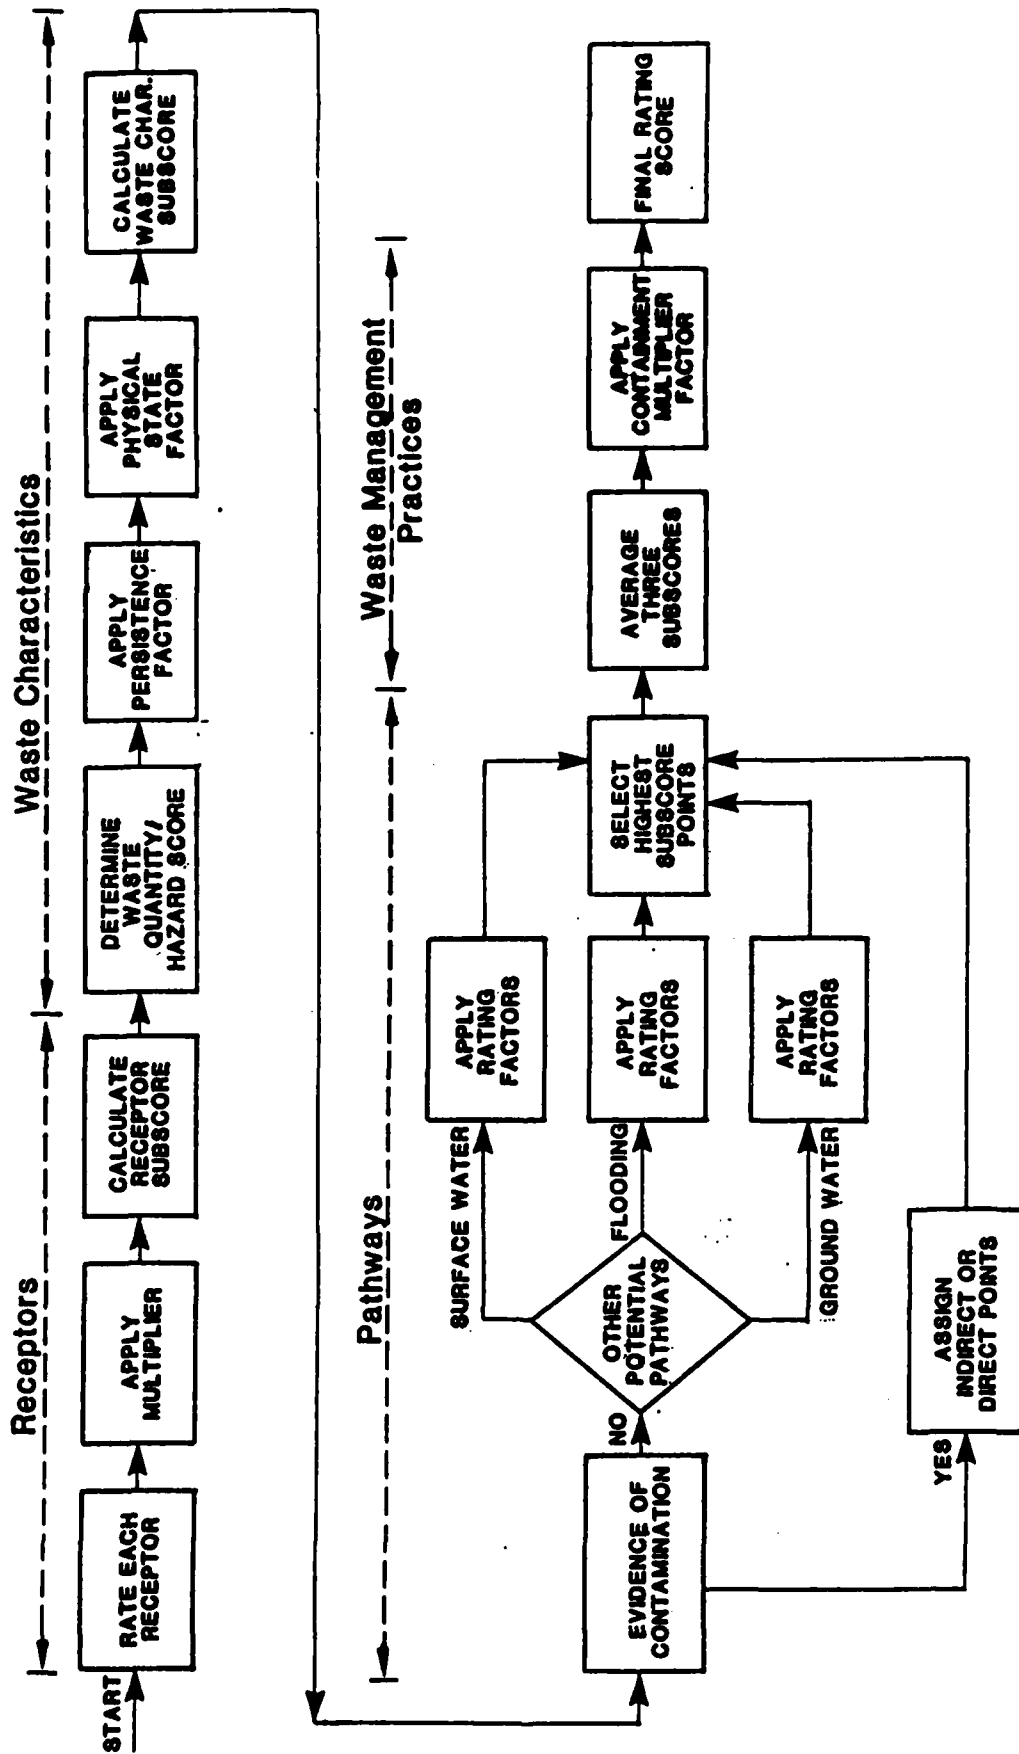 Receptors
Waste Characteristics
START
RATE EACH
RECEPTOR
APPLY
MULTIPLIER
CALCULATE
RECEPTOR
SUBSCORE
DETERMINE
WASTE
QUANTITY/
HAZARD SCORE
APPLY
PERSISTENCE
FACTOR
APPLY
PHYSICAL
STATE
FACTOR
CALCULATE
WASTE CHAR.
SUBSCORE
Pathways
Waste Management
Practices
EVIDENCE OF
CONTAMINATION
NO
YES
OTHER
POTENTIAL
PATHWAYS
SURFACE WATER
FLOODING
GROUND WATER
APPLY
RATING
FACTORS
APPLY
RATING
FACTORS
APPLY
RATING
FACTORS
ASSIGN
INDIRECT OR
DIRECT POINTS
SELECT
HIGHEST
SUBSCORE
POINTS
AVERAGE
THREE
SUBSCORES
APPLY
CONTAINMENT
MULTIPLIER
FACTOR
FINAL RATING
SCORE